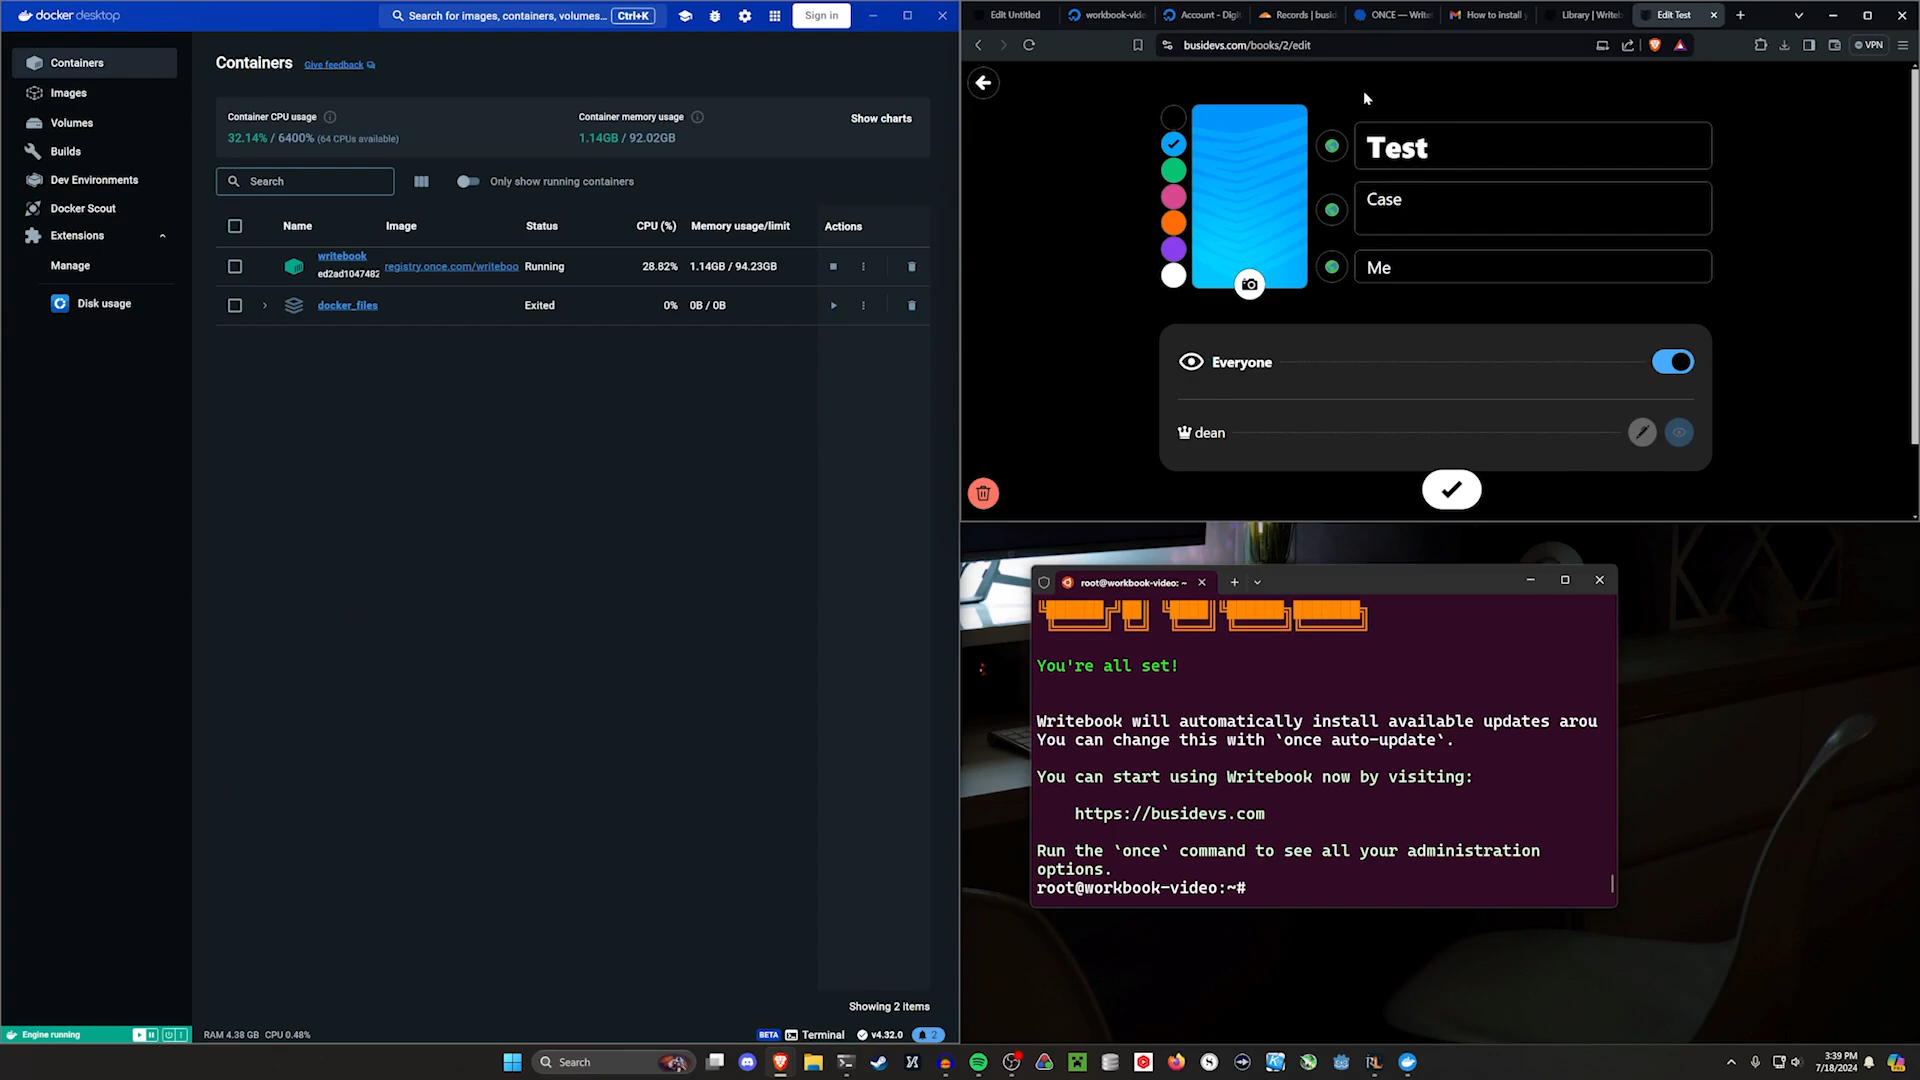 docker desktop
Search for images, containers, volumes... Ctrl+K
Sign in
Containers
Images
Volumes
Builds
Dev Environments
Docker Scout
Extensions
Manage
Disk usage
Containers Give feedback
Container CPU usage
32.14% / 6400% (64 CPUs available)
Container memory usage
1.14GB / 92.02GB
Show charts
Search
Only show running containers
Name Image Status CPU (%) Memory usage/limit Actions
writebook
ed2ad1047482 registry.once.com/writeboo Running 28.82% 1.14GB / 94.23GB
docker_files Exited 0% 0B / 0B
Showing 2 items
Engine running
RAM 4.38 GB CPU 0.48%
BETA Terminal v4.32.0 2
Edit Untitled
workbook-vide
Account - Digi
Records | busid
ONCE — Write
How to install y
Library | Writeb
Edit Test
busidevs.com/books/2/edit
VPN
Test
Case
Me
Everyone
dean
root@workbook-video: ~
You're all set!
Writebook will automatically install available updates arou
You can change this with `once auto-update`.
You can start using Writebook now by visiting:
https://busidevs.com
Run the `once` command to see all your administration
options.
root@workbook-video:~#
Search
3:39 PM
7/18/2024